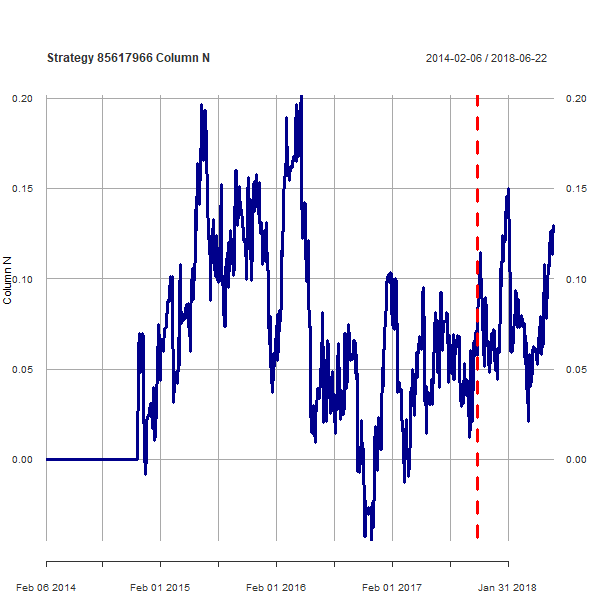 Strategy 85617966 Column N 2014-02-06 / 2018-06-22
0.20 0.20
0.15 0.15
0.10 0.10
Column N
0.05 0.05
0.00 0.00
Feb 06 2014 Feb 01 2015 Feb 01 2016 Feb 01 2017 Jan 31 2018